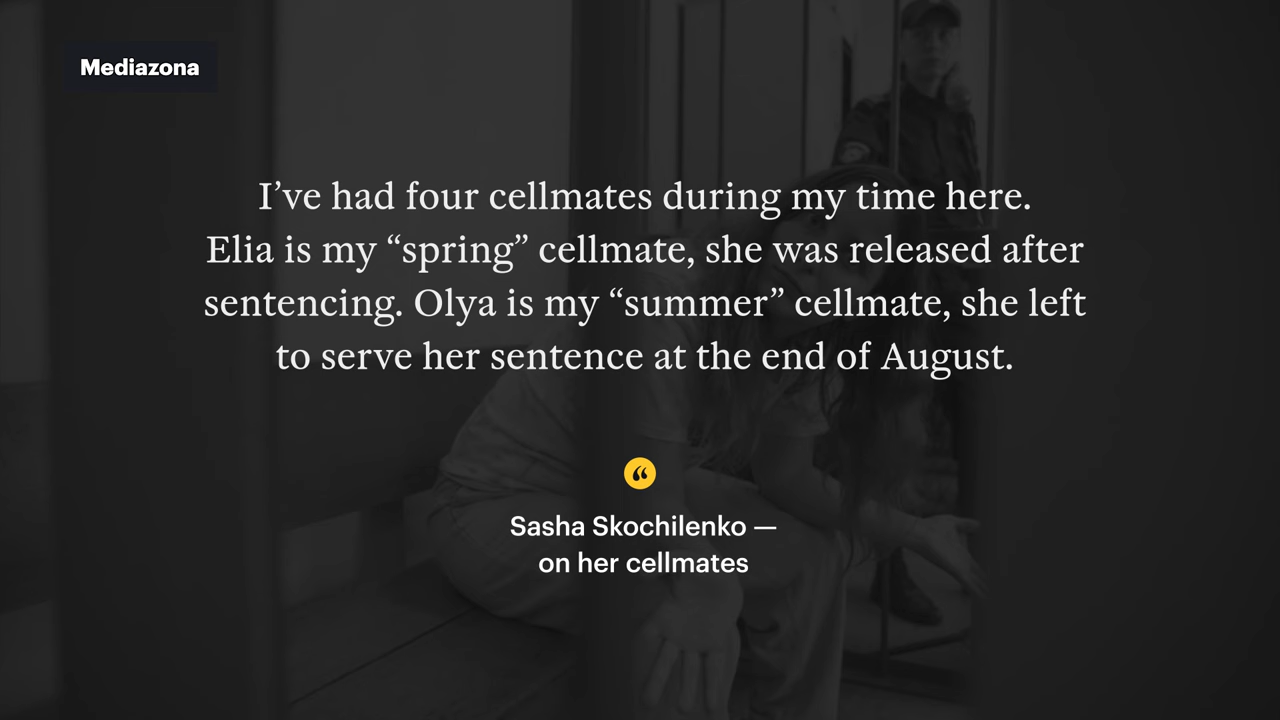 Mediazona
I’ve had four cellmates during my time here.
Elia is my “spring” cellmate, she was released after
sentencing. Olya is my “summer” cellmate, she left
to serve her sentence at the end of August.
“
Sasha Skochilenko —
on her cellmates